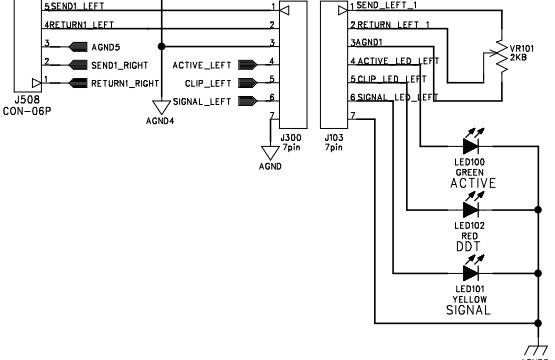 5 SEND1_LEFT
4 RETURN1_LEFT
3 AGND5
2 SEND1_RIGHT
1 RETURN1_RIGHT
J508
CON-06P
AGND4
1
2
3
ACTIVE_LEFT 4
CLIP_LEFT 5
SIGNAL_LEFT 6
7
J300
7pin
AGND
1 SEND_LEFT_1
2 RETURN_LEFT_1
3 AGND1
4 ACTIVE_LED_LEFT
5 CLIP_LED_LEFT
6 SIGNAL_LED_LEFT
7
J103
7pin
VR101
2KB
LED100
GREEN
ACTIVE
LED102
RED
DDT
LED101
YELLOW
SIGNAL